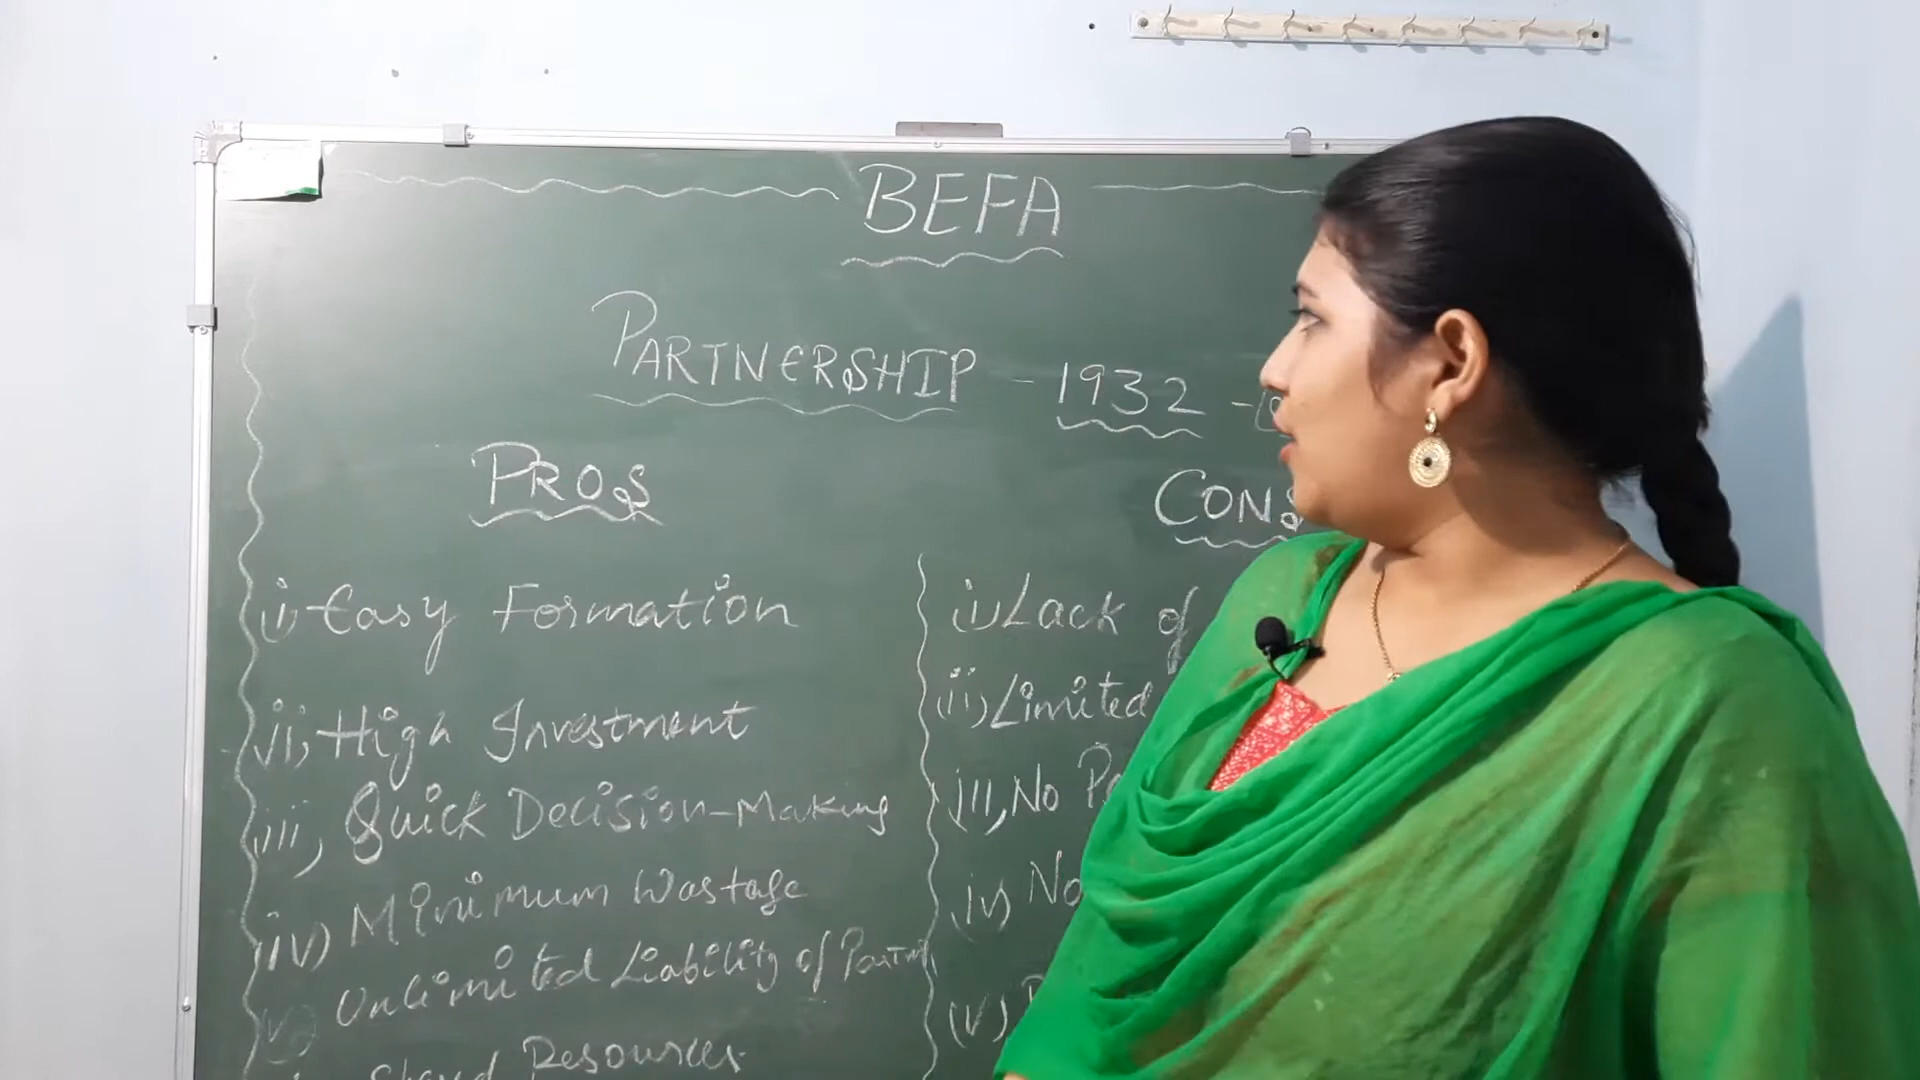 BEFA
PARTNERSHIP - 1932 -
PROS
CONS
i) Easy Formation
ii) High Investment
iii) Quick Decision-Making
iv) Minimum Wastage
v) Unlimited Liability of
Shared Resources
i) Lack of
ii) Limited
iii) No
iv) No
(v)